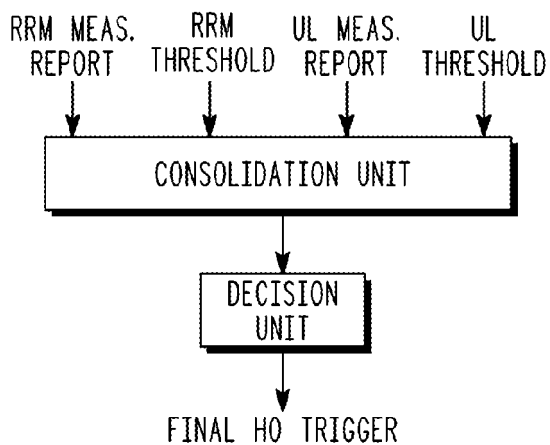 RRM MEAS.
REPORT
RRM
THRESHOLD
UL MEAS.
REPORT
UL
THRESHOLD
CONSOLIDATION UNIT
DECISION
UNIT
FINAL HO TRIGGER